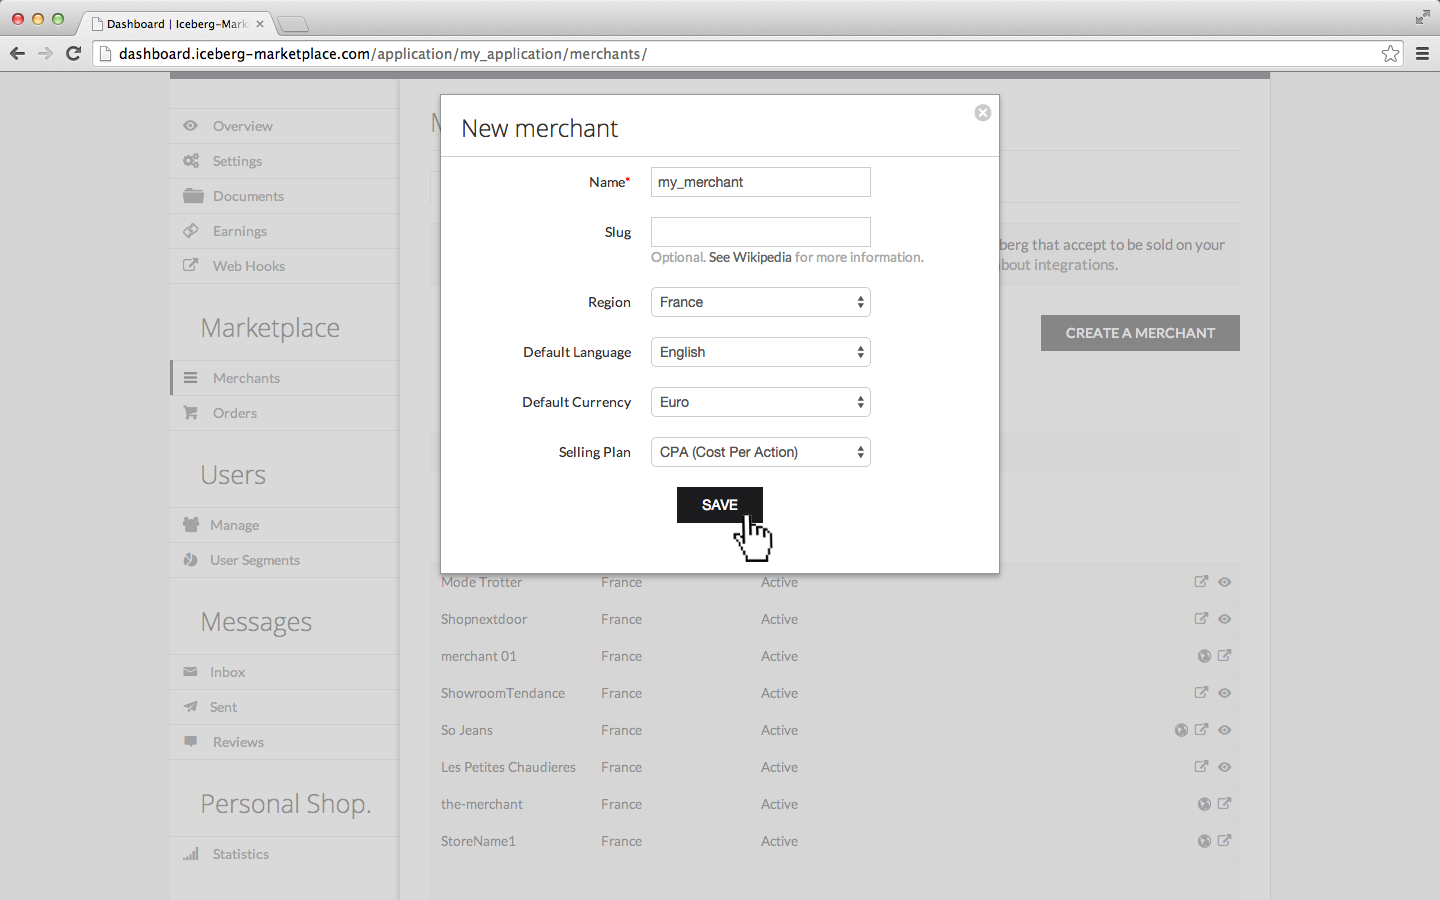 Dashboard | Iceberg-Mark
dashboard.iceberg-marketplace.com/application/my_application/merchants/
Overview
Settings
Documents
Earnings
Web Hooks
Marketplace
Merchants
Orders
Users
Manage
User Segments
Messages
Inbox
Sent
Reviews
Personal Shop.
Statistics
New merchant
Name*
my_merchant
Slug
Optional. See Wikipedia for more information.
Region
France
Default Language
English
Default Currency
Euro
Selling Plan
CPA (Cost Per Action)
SAVE
berg that accept to be sold on your
bout integrations.
CREATE A MERCHANT
Mode Trotter France Active
Shopnextdoor France Active
merchant 01 France Active
ShowroomTendance France Active
So Jeans France Active
Les Petites Chaudieres France Active
the-merchant France Active
StoreName1 France Active